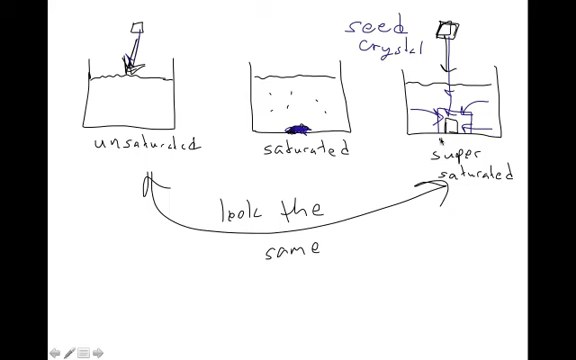 seed
crystal
unsaturated
saturated
super
saturated
look the
same